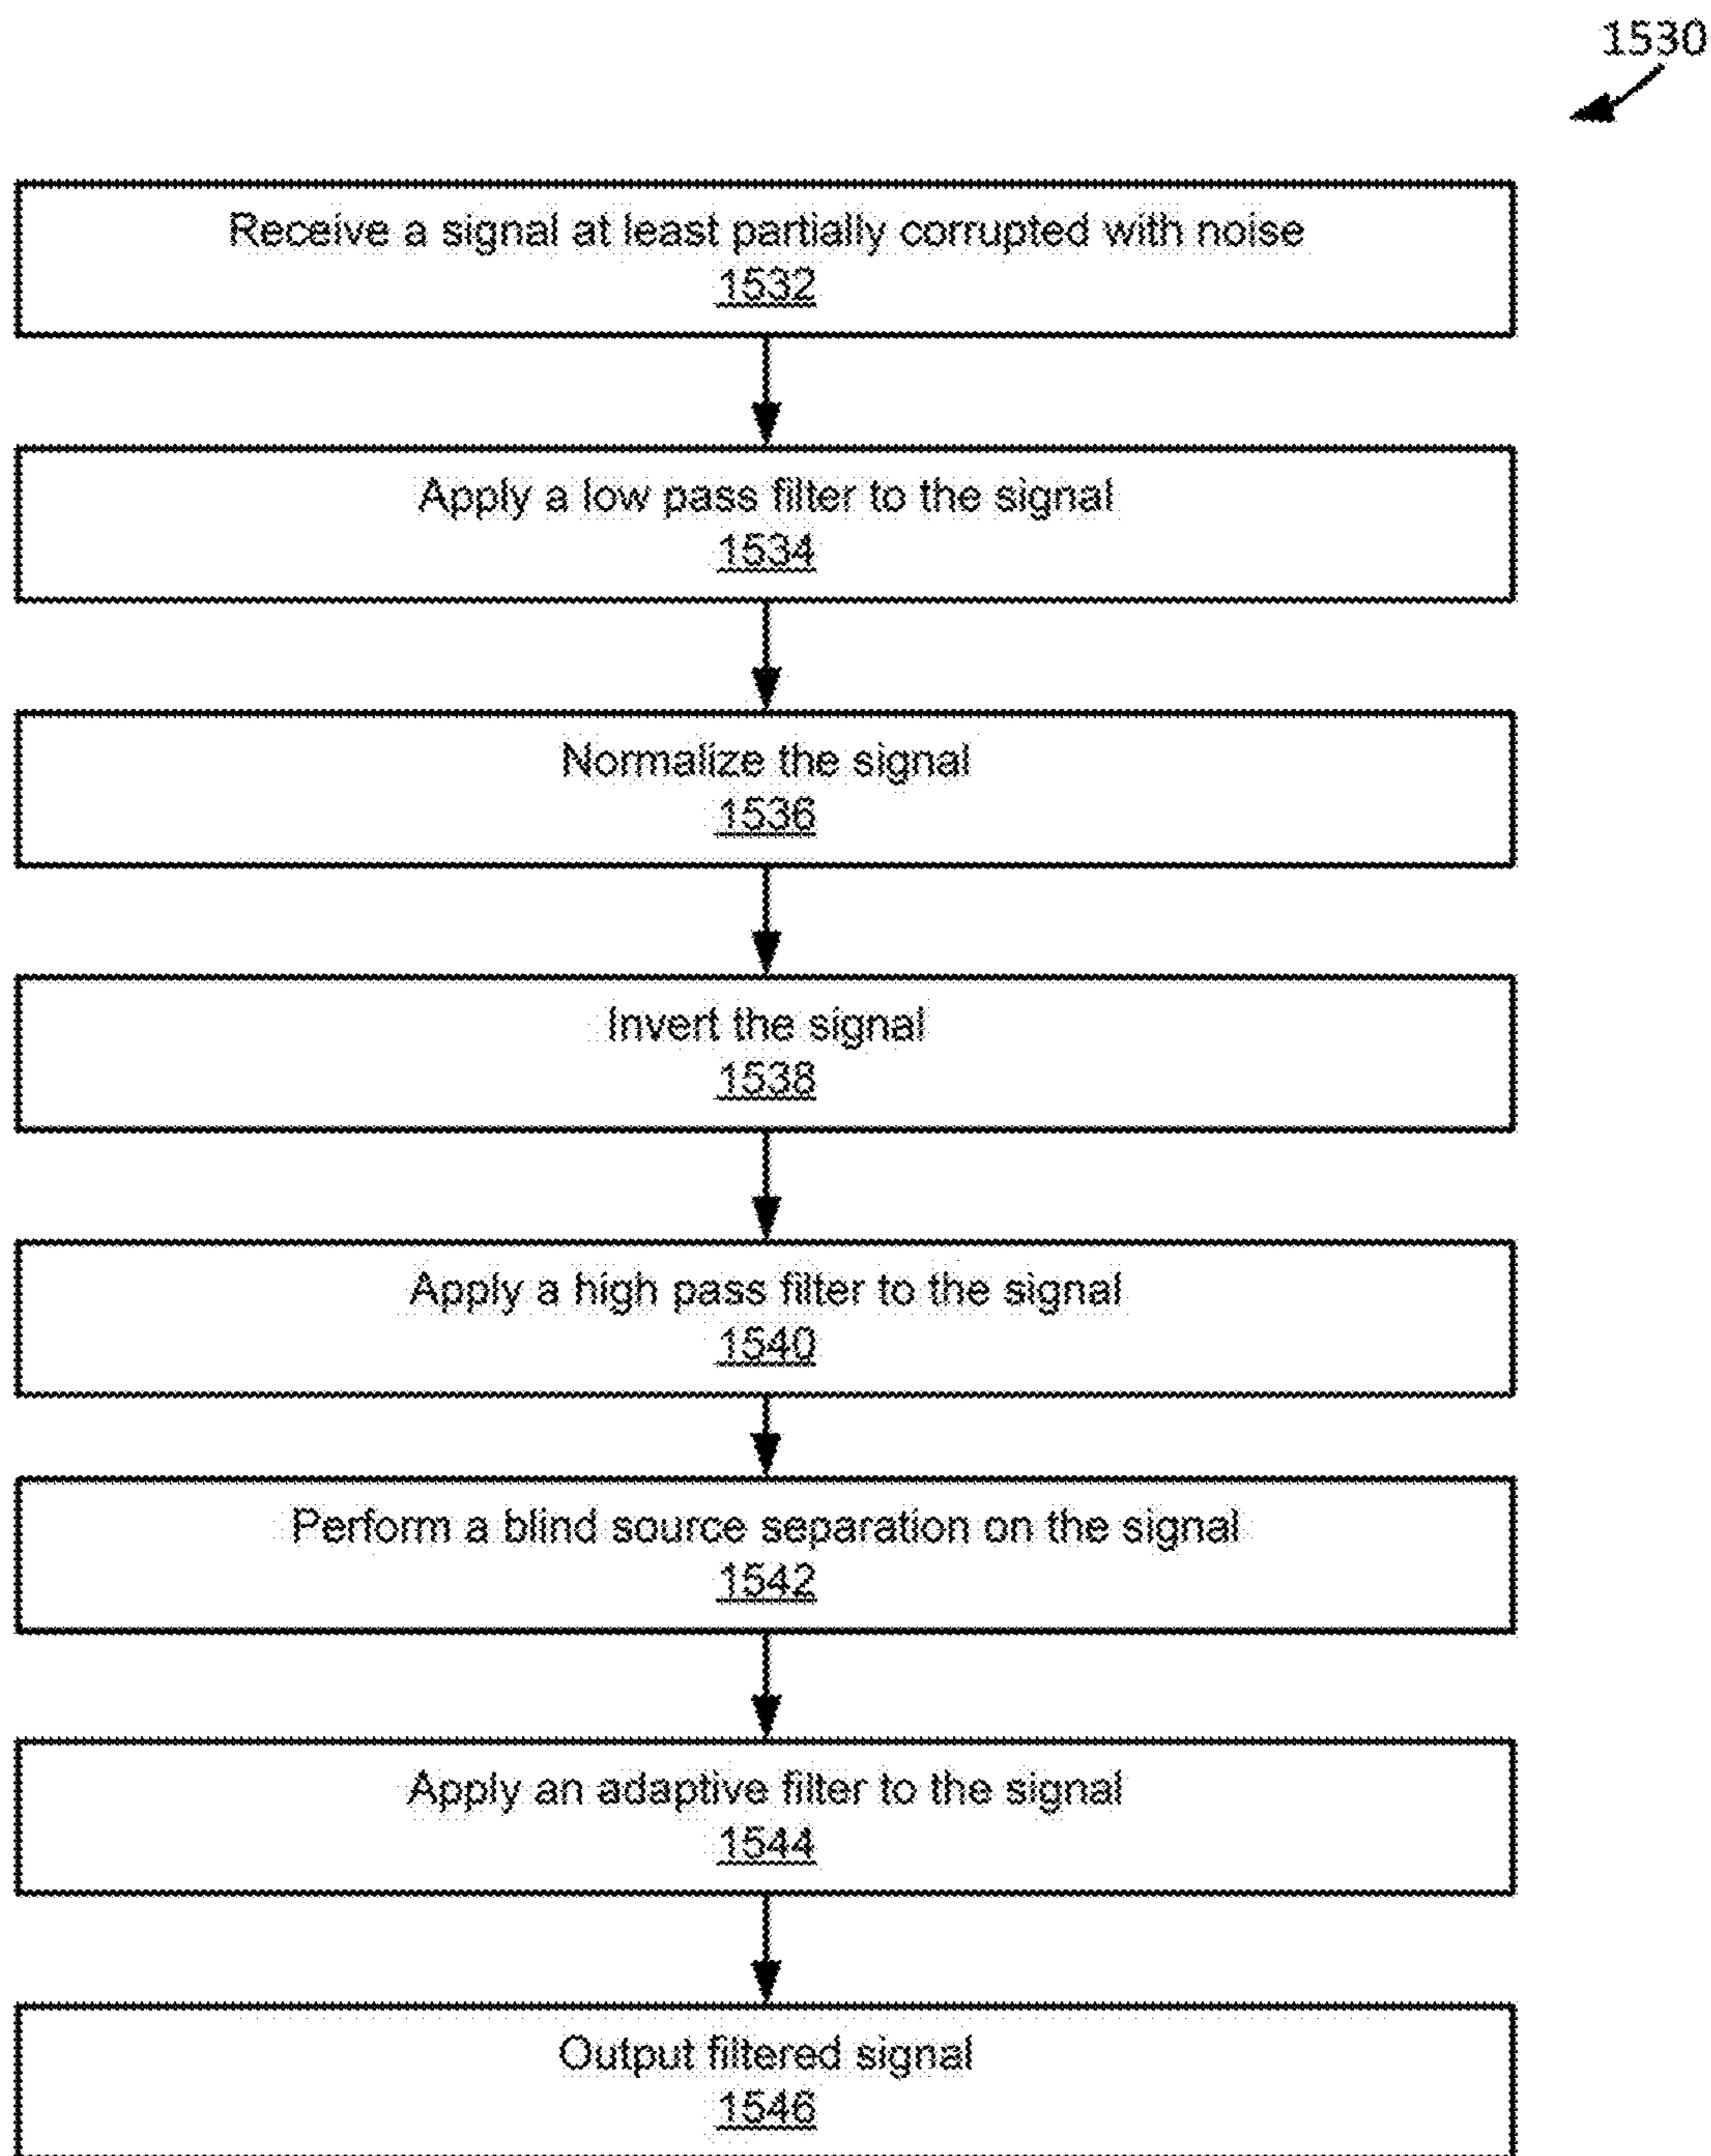 1530
Receive a signal at least partially corrupted with noise
1532
Apply a low pass filter to the signal
1534
Normalize the signal
1536
Invert the signal
1538
Apply a high pass filter to the signal
1540
Perform a blind source separation on the signal
1542
Apply an adaptive filter to the signal
1544
Output filtered signal
1546